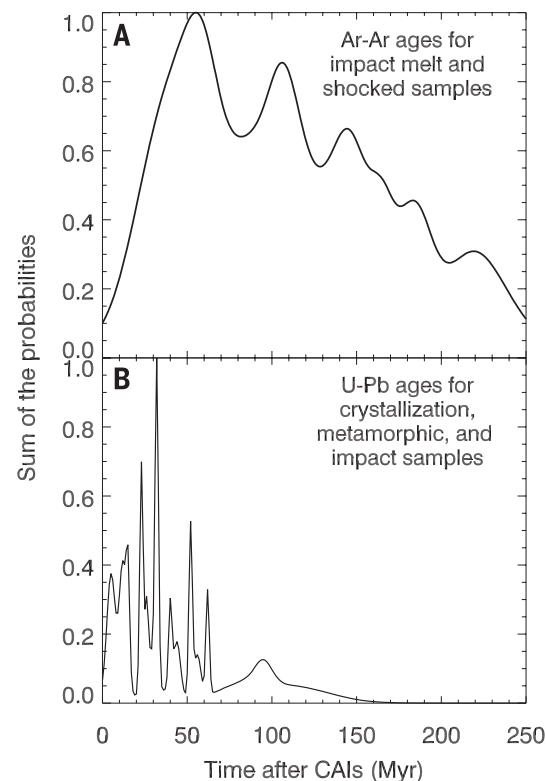 A
Ar-Ar ages for
impact melt and
shocked samples
1.0
0.8
0.6
0.4
0.2
0.0
Sum of the probabilities
B
U-Pb ages for
crystallization,
metamorphic, and
impact samples
1.0
0.8
0.6
0.4
0.2
0.0
0 50 100 150 200 250
Time after CAIs (Myr)